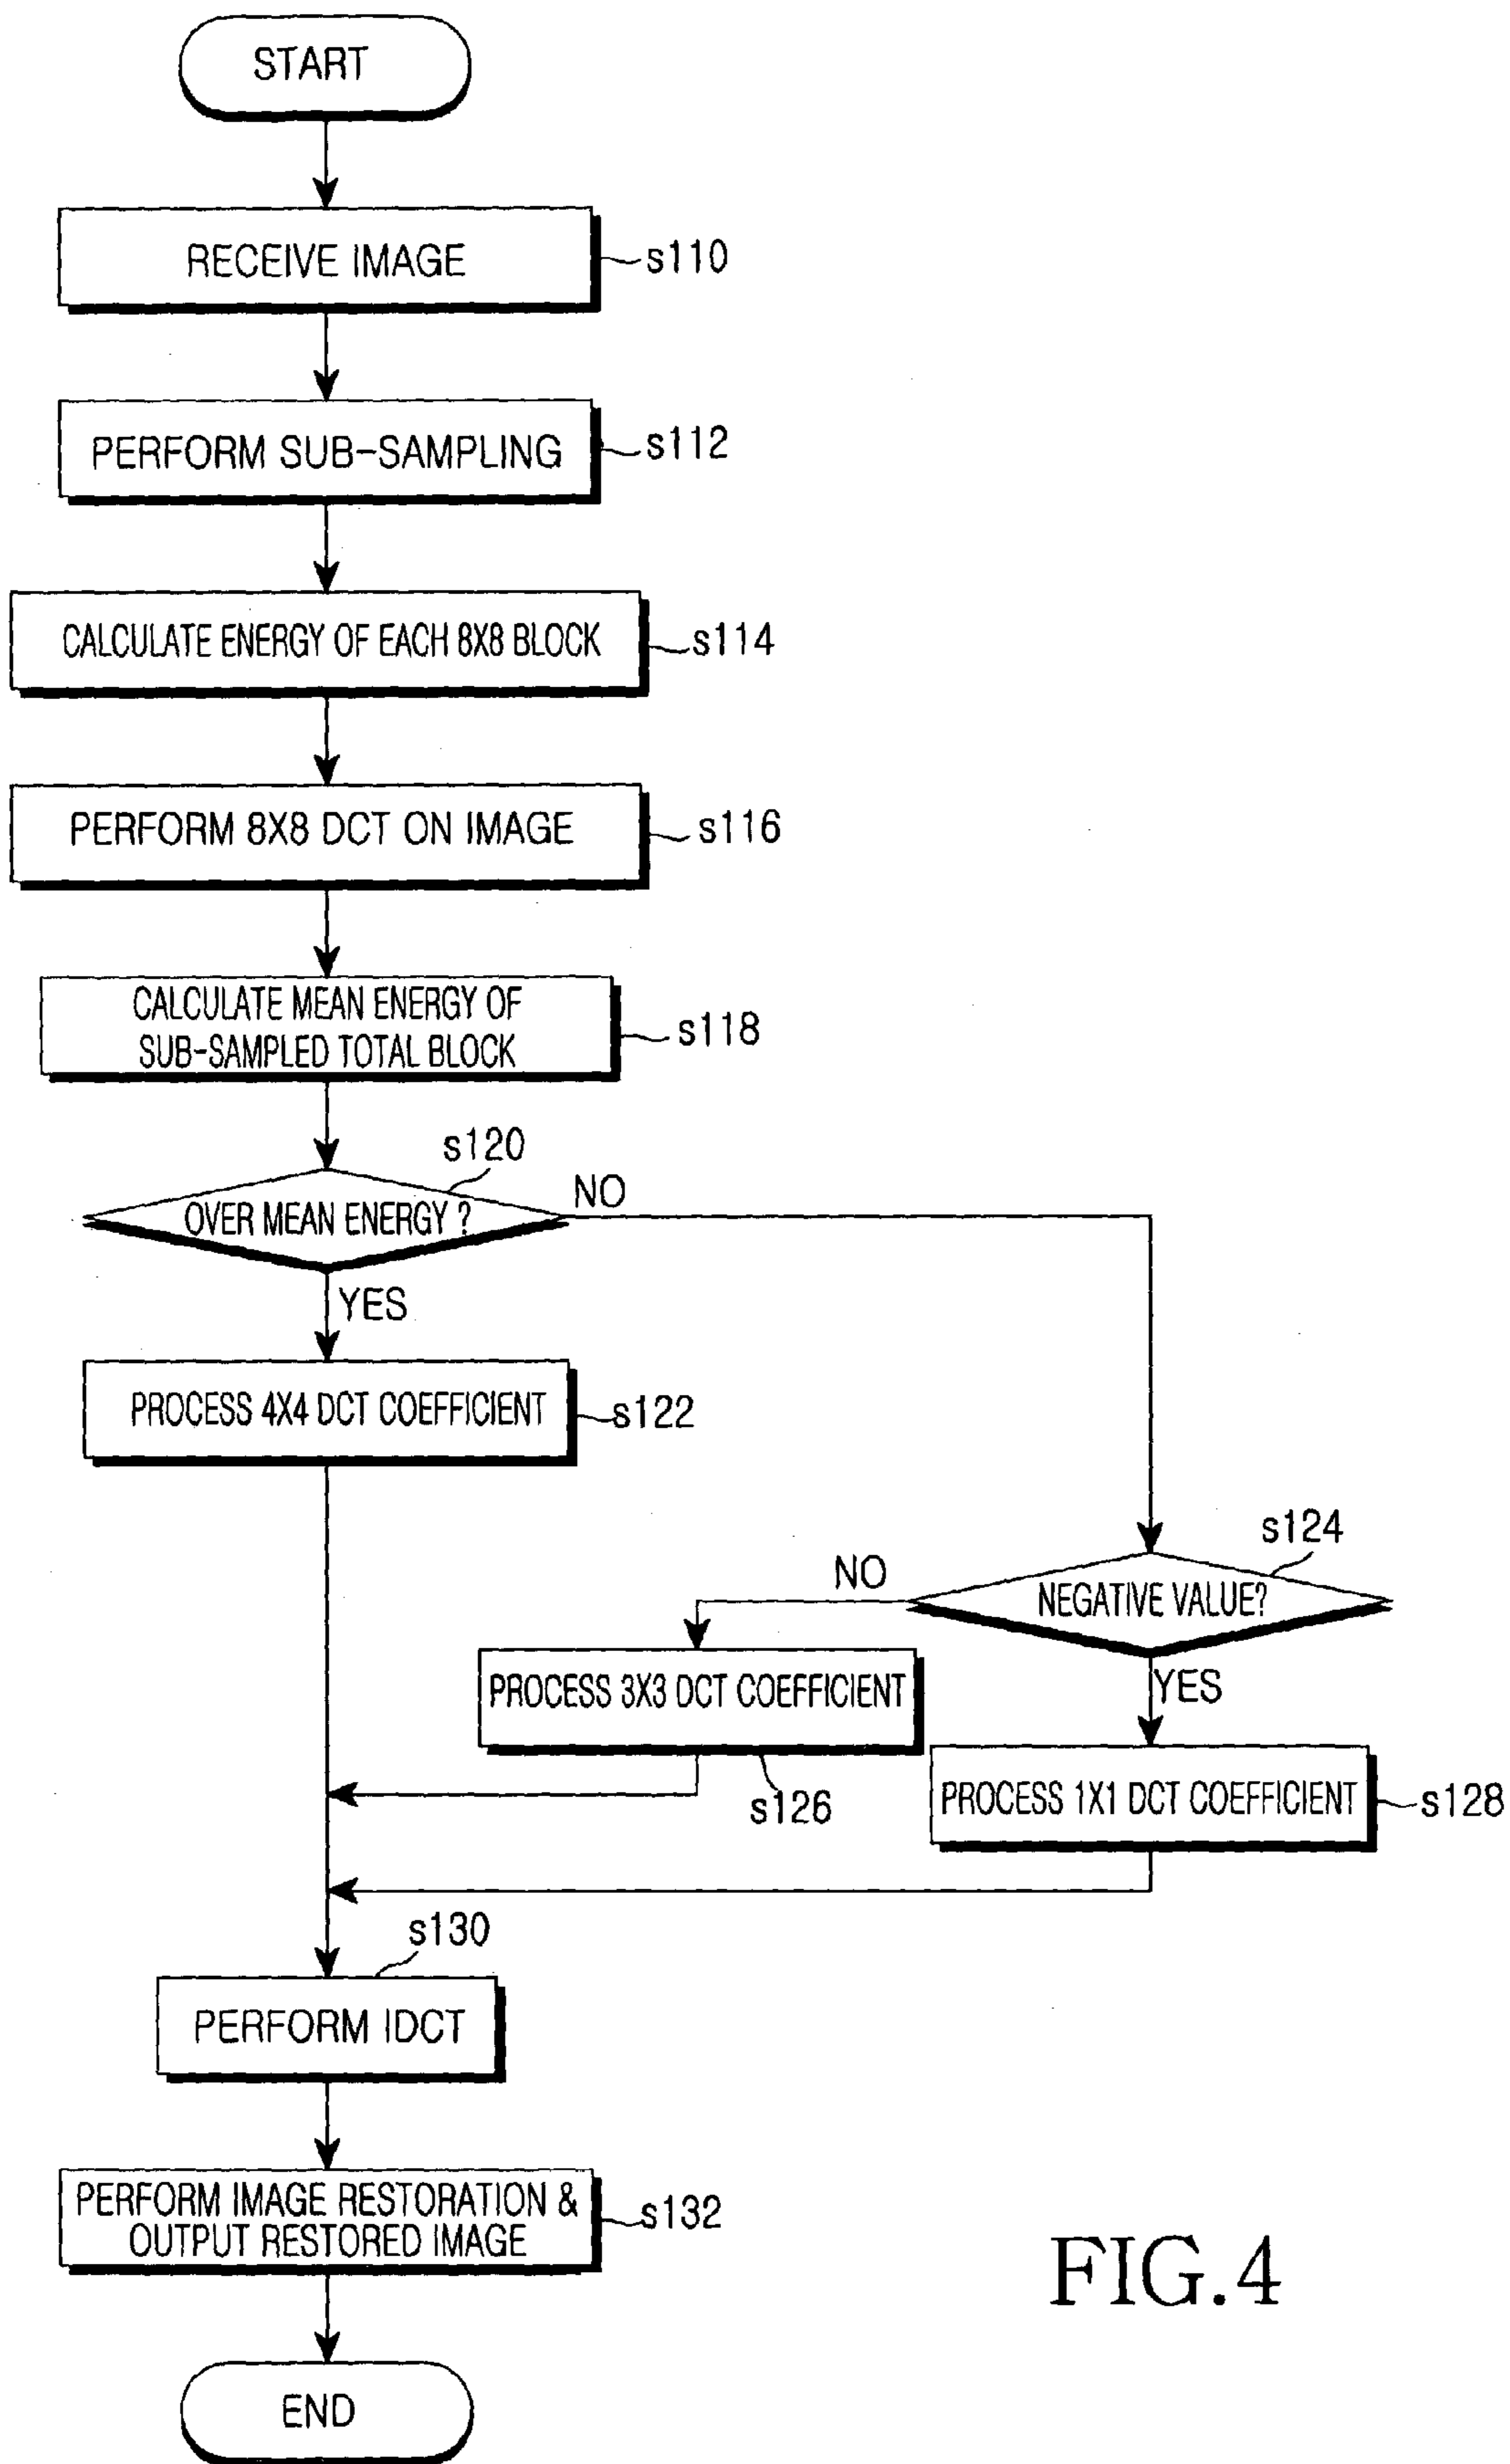 START
RECEIVE IMAGE
s110
PERFORM SUB-SAMPLING
s112
CALCULATE ENERGY OF EACH 8X8 BLOCK
s114
PERFORM 8X8 DCT ON IMAGE
s116
CALCULATE MEAN ENERGY OF
SUB-SAMPLED TOTAL BLOCK
s118
s120
OVER MEAN ENERGY ?
NO
YES
PROCESS 4X4 DCT COEFFICIENT
s122
s124
NEGATIVE VALUE?
NO
YES
PROCESS 3X3 DCT COEFFICIENT
s126
PROCESS 1X1 DCT COEFFICIENT
s128
s130
PERFORM IDCT
PERFORM IMAGE RESTORATION &
OUTPUT RESTORED IMAGE
s132
END
FIG.4